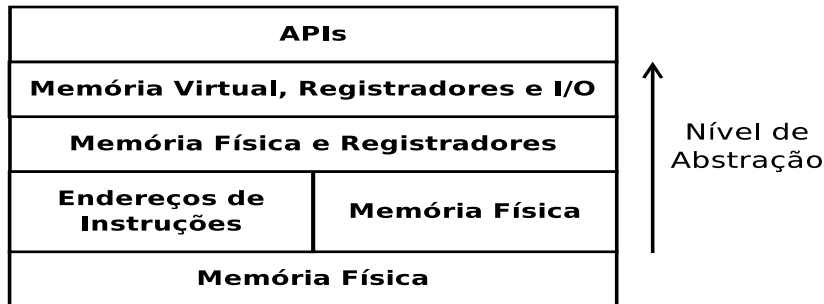 APIs
Memória Virtual, Registradores e I/O
Memória Física e Registradores
Endereços de
Instruções
Memória Física
Memória Física
Nível de
Abstração